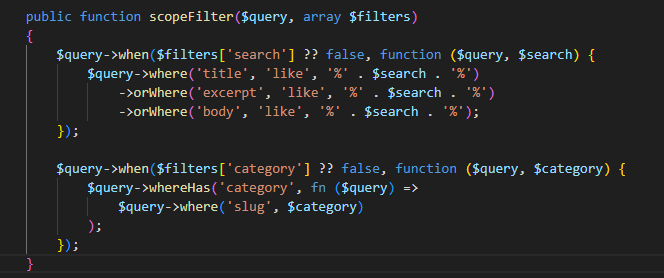 public function scopeFilter($query, array $filters)
{
    $query->when($filters['search'] ?? false, function ($query, $search) {
        $query->where('title', 'like', '%' . $search . '%')
            ->orWhere('excerpt', 'like', '%' . $search . '%')
            ->orWhere('body', 'like', '%' . $search . '%');
    });

    $query->when($filters['category'] ?? false, function ($query, $category) {
        $query->whereHas('category', fn ($query) =>
            $query->where('slug', $category)
        );
    });
}